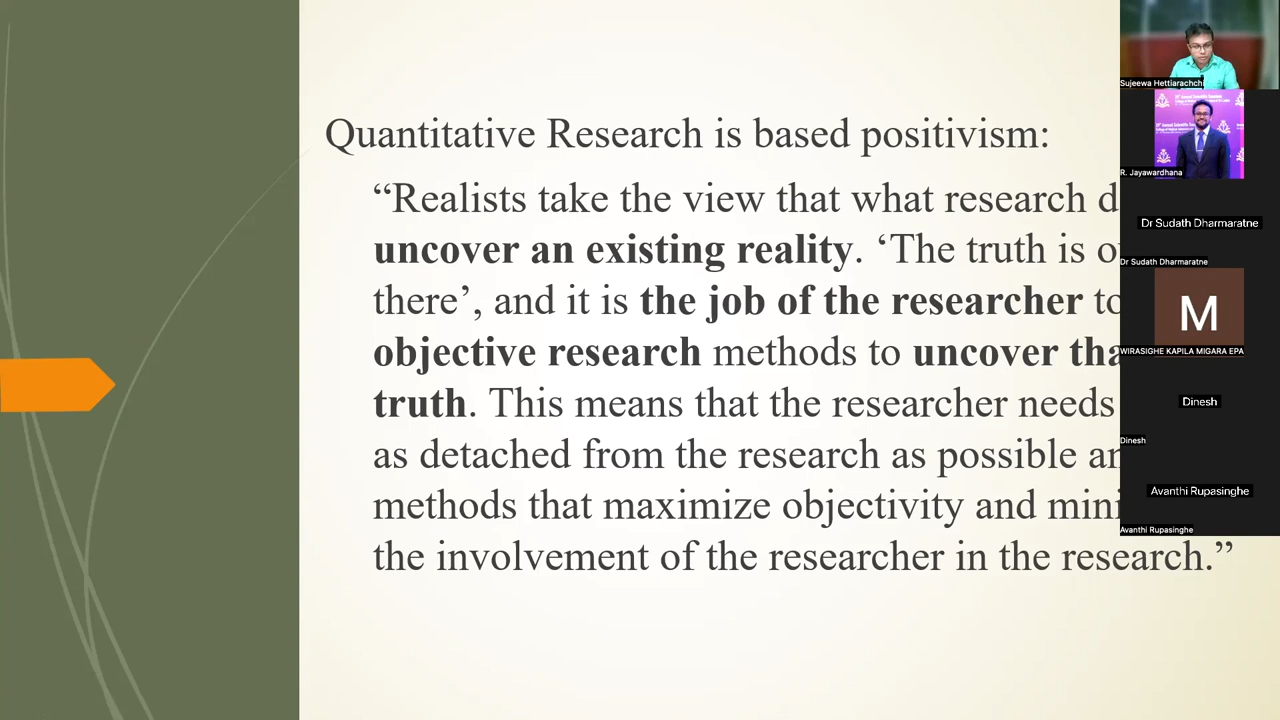 Quantitative Research is based positivism:
“Realists take the view that what research d
uncover an existing reality. ‘The truth is o
there’, and it is the job of the researcher to
objective research methods to uncover tha
truth. This means that the researcher needs
as detached from the research as possible an
methods that maximize objectivity and mini
the involvement of the researcher in the research.”
Sujeewa Hettiarachchi
R. Jayawardhana
Dr Sudath Dharmaratne
Dr Sudath Dharmaratne
M
WIRASIGHE KAPILA MIGARA EPA
Dinesh
Dinesh
Avanthi Rupasinghe
Avanthi Rupasinghe